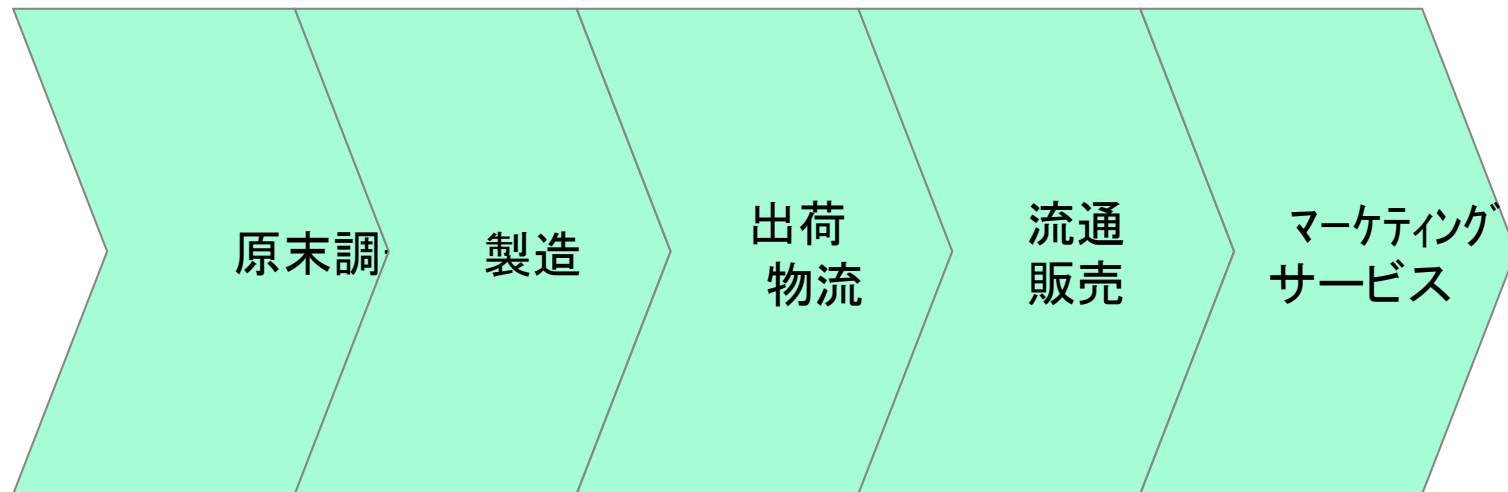 原末調
製造
出荷
物流
流通
販売
マーケティング
サービス